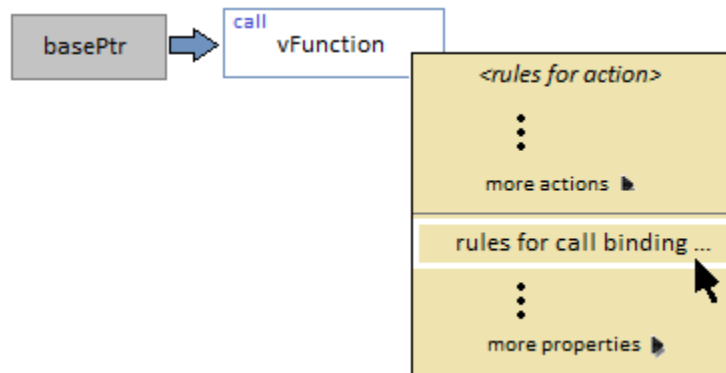 basePtr
call
vFunction
<rules for action>
more actions
rules for call binding ...
more properties